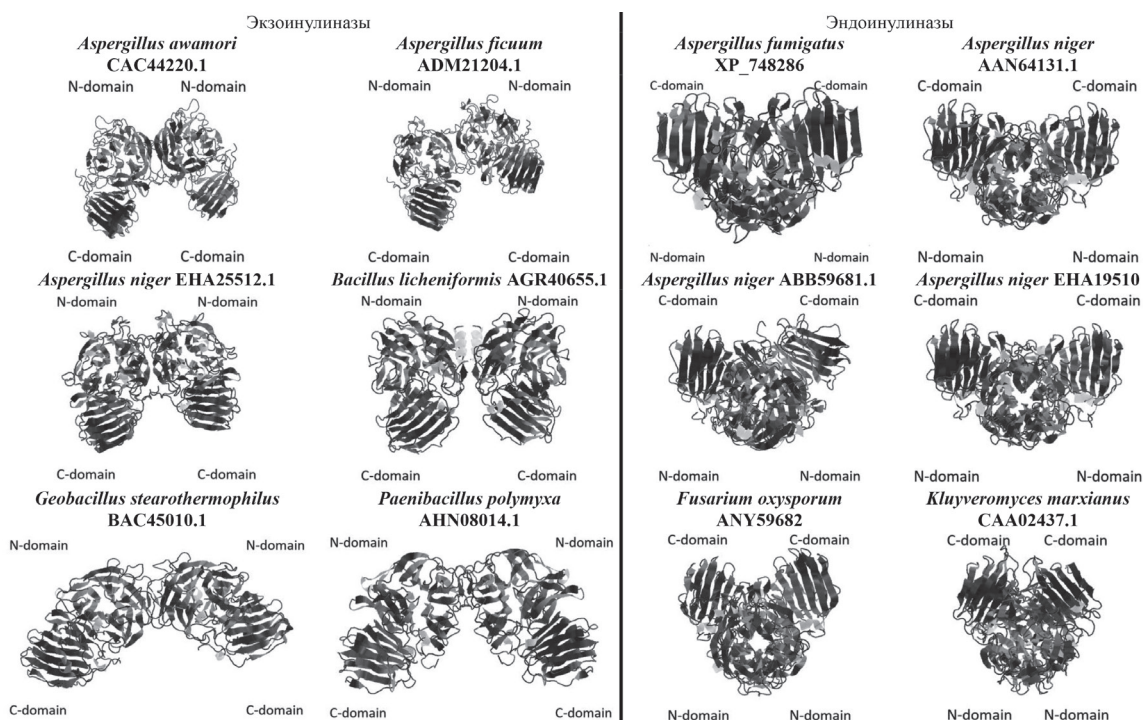 Экзоинулиназы
Aspergillus awamori
CAC44220.1
N-domain N-domain
C-domain C-domain
Aspergillus ficuum
ADM21204.1
N-domain N-domain
C-domain C-domain
Aspergillus niger EHA25512.1
N-domain N-domain
C-domain C-domain
Bacillus licheniformis AGR40655.1
N-domain N-domain
C-domain C-domain
Geobacillus stearothermophilus
BAC45010.1
N-domain N-domain
C-domain C-domain
Paenibacillus polymyxa
AHN08014.1
N-domain N-domain
C-domain C-domain
Эндоинулиназы
Aspergillus fumigatus
XP_748286
C-domain C-domain
N-domain N-domain
Aspergillus niger
AAN64131.1
C-domain C-domain
N-domain N-domain
Aspergillus niger ABB59681.1
C-domain C-domain
N-domain N-domain
Aspergillus niger EHA19510
C-domain C-domain
N-domain N-domain
Fusarium oxysporum
ANY59682
C-domain C-domain
N-domain N-domain
Kluyveromyces marxianus
CAA02437.1
C-domain C-domain
N-domain N-domain